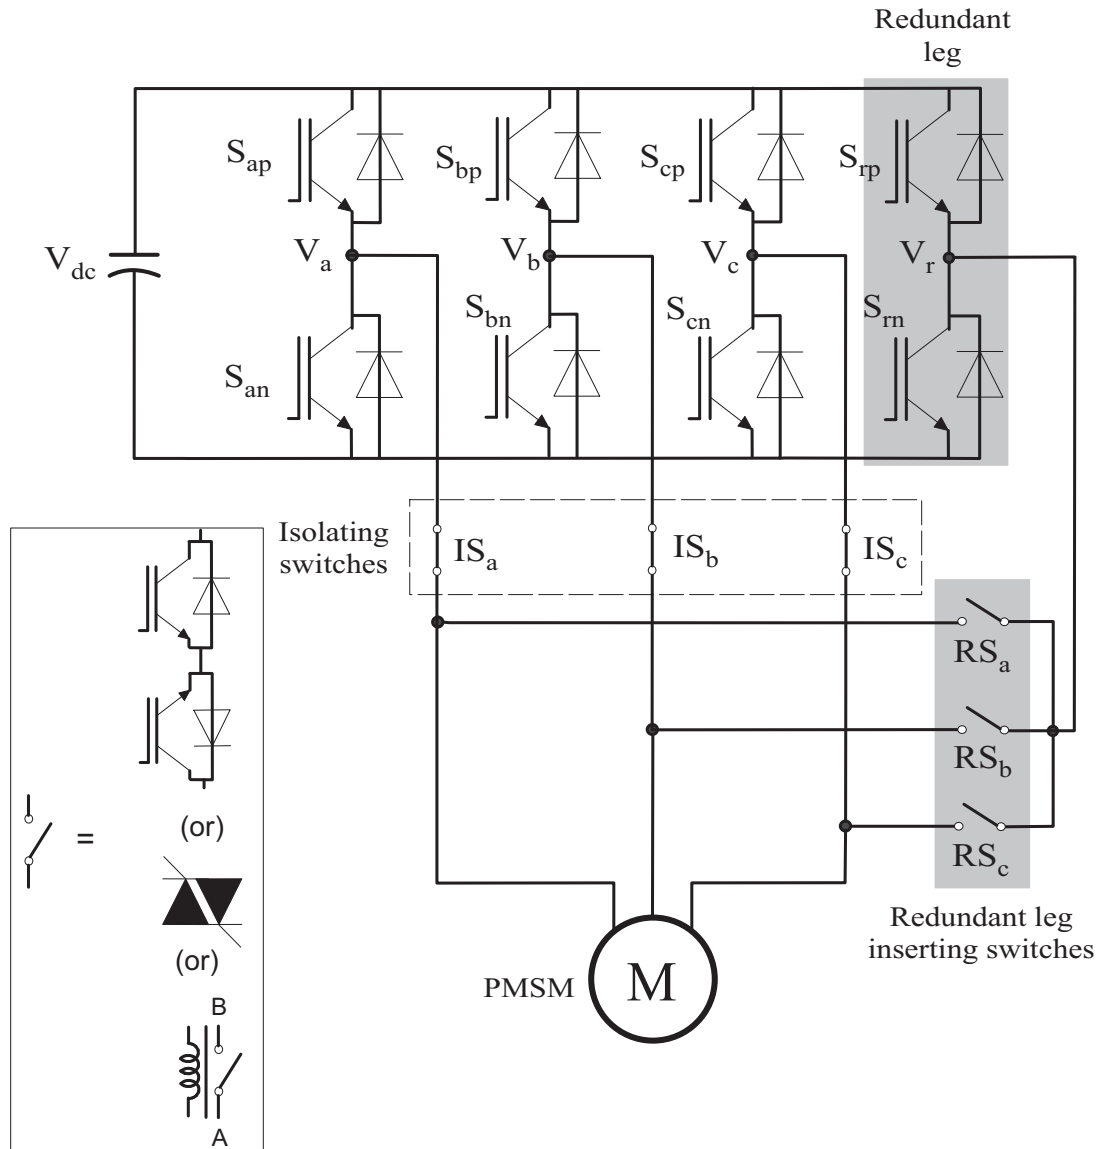 Redundant
leg
S_ap
S_bp
S_cp
S_rp
V_dc
V_a
V_b
V_c
V_r
S_an
S_bn
S_cn
S_rn
Isolating
switches
IS_a
IS_b
IS_c
RS_a
RS_b
RS_c
Redundant leg
inserting switches
PMSM
M
=
(or)
(or)
B
A